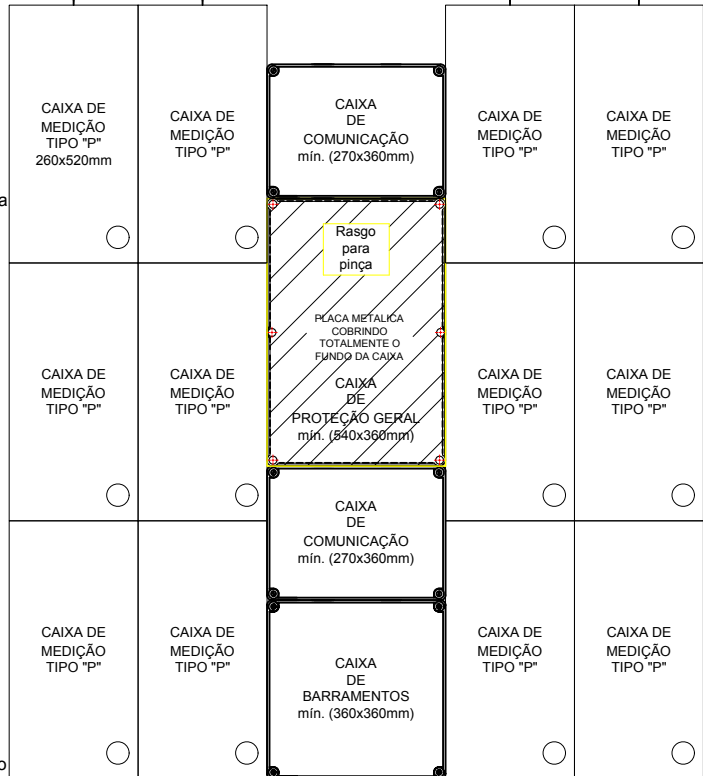 CAIXA DE
MEDIÇÃO
TIPO "P"
260x520mm
CAIXA DE
MEDIÇÃO
TIPO "P"
CAIXA
DE
COMUNICAÇÃO
mín. (270x360mm)
CAIXA DE
MEDIÇÃO
TIPO "P"
CAIXA DE
MEDIÇÃO
TIPO "P"
a
Rasgo
para
pinça
PLACA METALICA
COBRINDO
TOTALMENTE O
FUNDO DA CAIXA
CAIXA
DE
PROTEÇÃO GERAL
mín. (540x360mm)
CAIXA DE
MEDIÇÃO
TIPO "P"
CAIXA DE
MEDIÇÃO
TIPO "P"
CAIXA DE
MEDIÇÃO
TIPO "P"
CAIXA DE
MEDIÇÃO
TIPO "P"
CAIXA
DE
COMUNICAÇÃO
mín. (270x360mm)
CAIXA DE
MEDIÇÃO
TIPO "P"
CAIXA DE
MEDIÇÃO
TIPO "P"
CAIXA
DE
BARRAMENTOS
mín. (360x360mm)
CAIXA DE
MEDIÇÃO
TIPO "P"
CAIXA DE
MEDIÇÃO
TIPO "P"
o